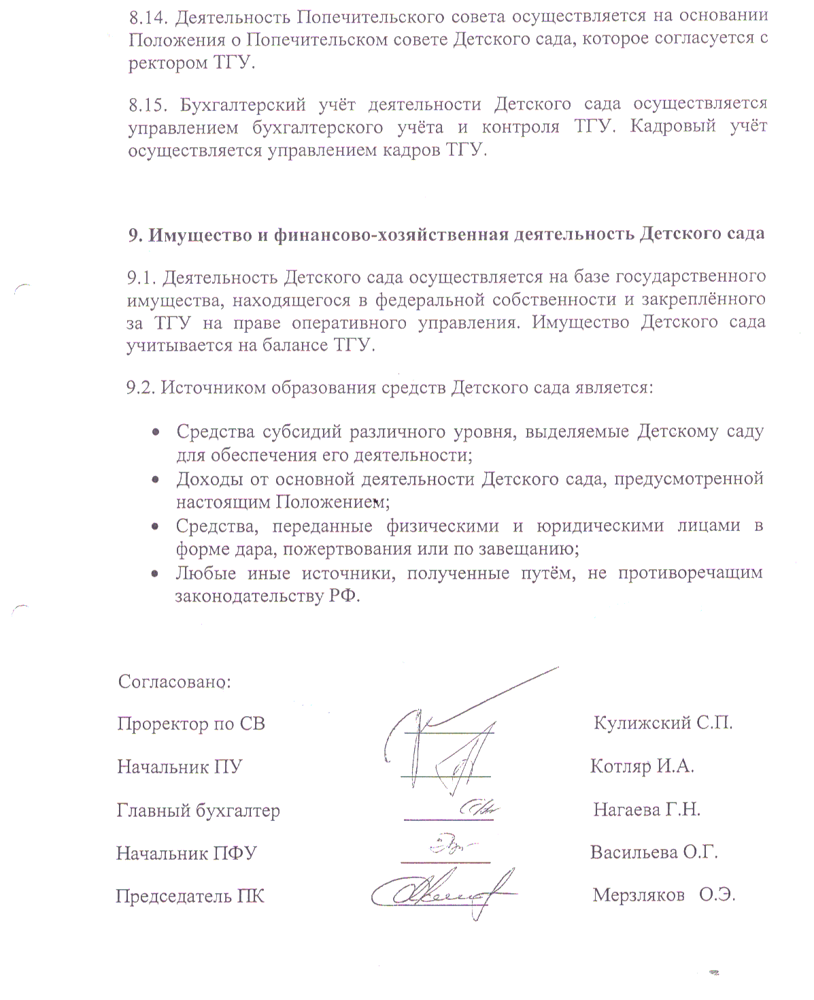 8.14. Деятельность Попечительского совета осуществляется на основании
Положения о Попечительском совете Детского сада, которое согласуется с
ректором ТГУ.
8.15. Бухгалтерский учёт деятельности Детского сада осуществляется
управлением бухгалтерского учёта и контроля ТГУ. Кадровый учёт
осуществляется управлением кадров ТГУ.
9. Имущество и финансово-хозяйственная деятельность Детского сада
9.1. Деятельность Детского сада осуществляется на базе государственного
имущества, находящегося в федеральной собственности и закреплённого
за ТГУ на праве оперативного управления. Имущество Детского сада
учитывается на балансе ТГУ.
9.2. Источником образования средств Детского сада является:
• Средства субсидий различного уровня, выделяемые Детскому саду
для обеспечения его деятельности;
• Доходы от основной деятельности Детского сада, предусмотренной
настоящим Положением;
• Средства, переданные физическими и юридическими лицами в
форме дара, пожертвования или по завещанию;
• Любые иные источники, полученные путём, не противоречащим
законодательству РФ.
Согласовано:
Проректор по СВ Кулижский С.П.
Начальник ПУ Котляр И.А.
Главный бухгалтер Нагаева Г.Н.
Начальник ПФУ Васильева О.Г.
Председатель ПК Мерзляков О.Э.